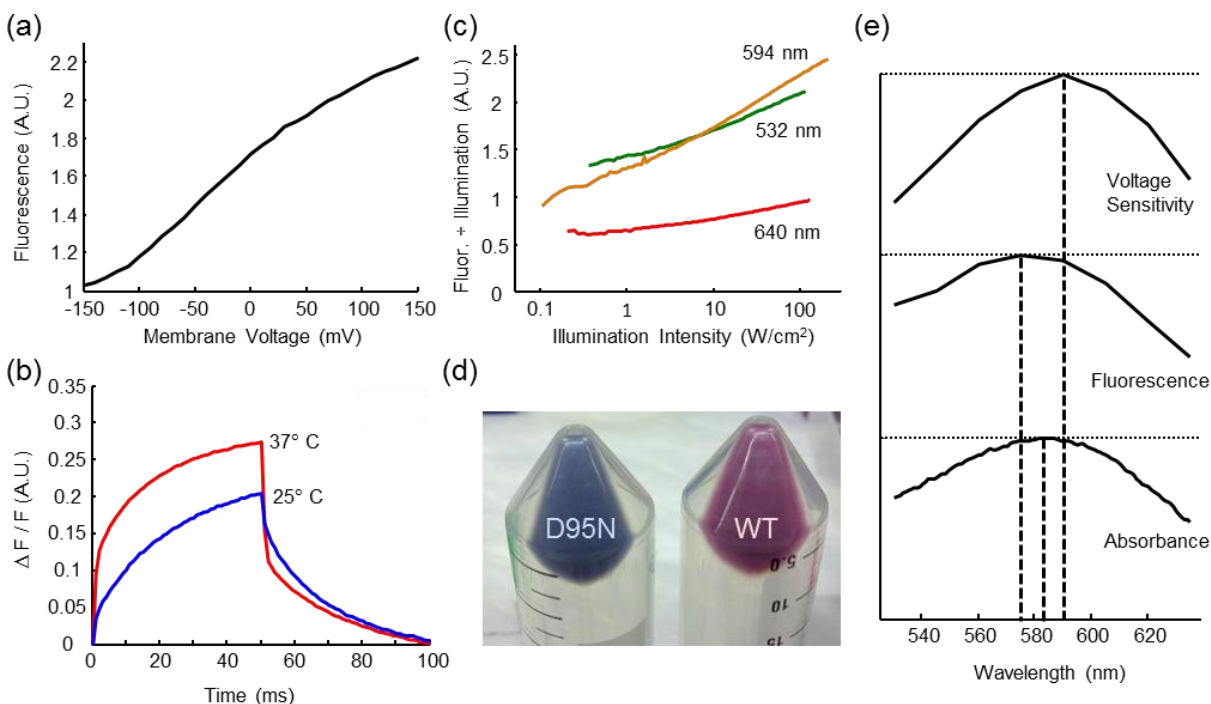 (a)
2.2
2
1.8
1.6
1.4
1.2
1
Fluorescence (A.U.)
-150
-100
-50
0
50
100
150
Membrane Voltage (mV)
(b)
0.35
0.3
0.25
0.2
0.15
0.1
0.05
0
Δ F / F (A.U.)
37° C
25° C
0
20
40
60
80
100
Time (ms)
(c)
2.5
2
1.5
1
0.5
0
Fluor. ÷ Illumination (A.U.)
594 nm
532 nm
640 nm
0.1
1
10
100
Illumination Intensity (W/cm²)
(d)
D95N
WT
5.0
10
15
(e)
Voltage
Sensitivity
Fluorescence
Absorbance
540
560
580
600
620
Wavelength (nm)